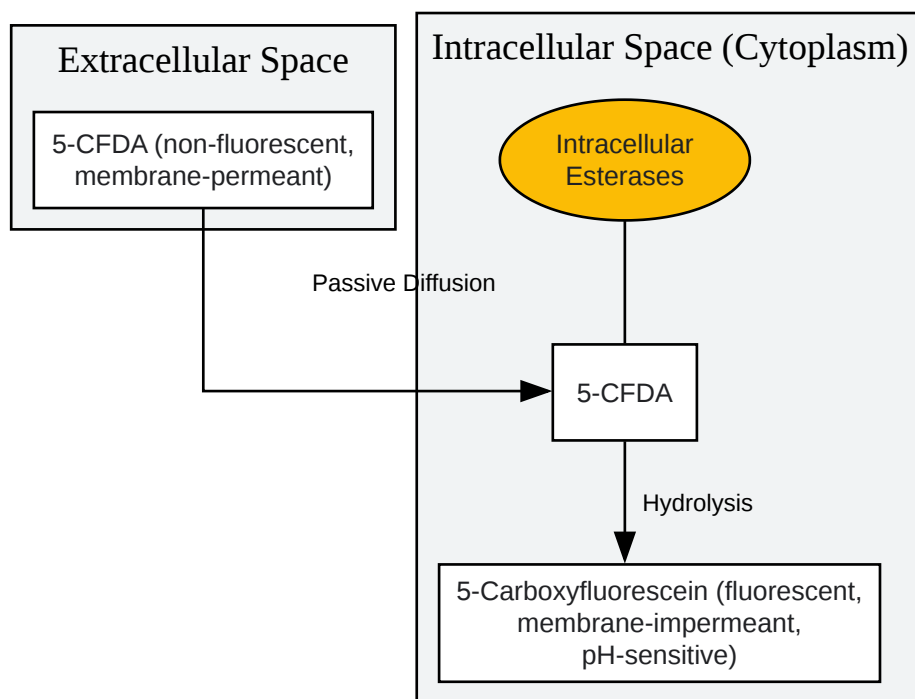 Extracellular Space
5-CFDA (non-fluorescent,
membrane-permeant)
Intracellular Space (Cytoplasm)
Intracellular
Esterases
Passive Diffusion
5-CFDA
Hydrolysis
5-Carboxyfluorescein (fluorescent,
membrane-impermeant,
pH-sensitive)